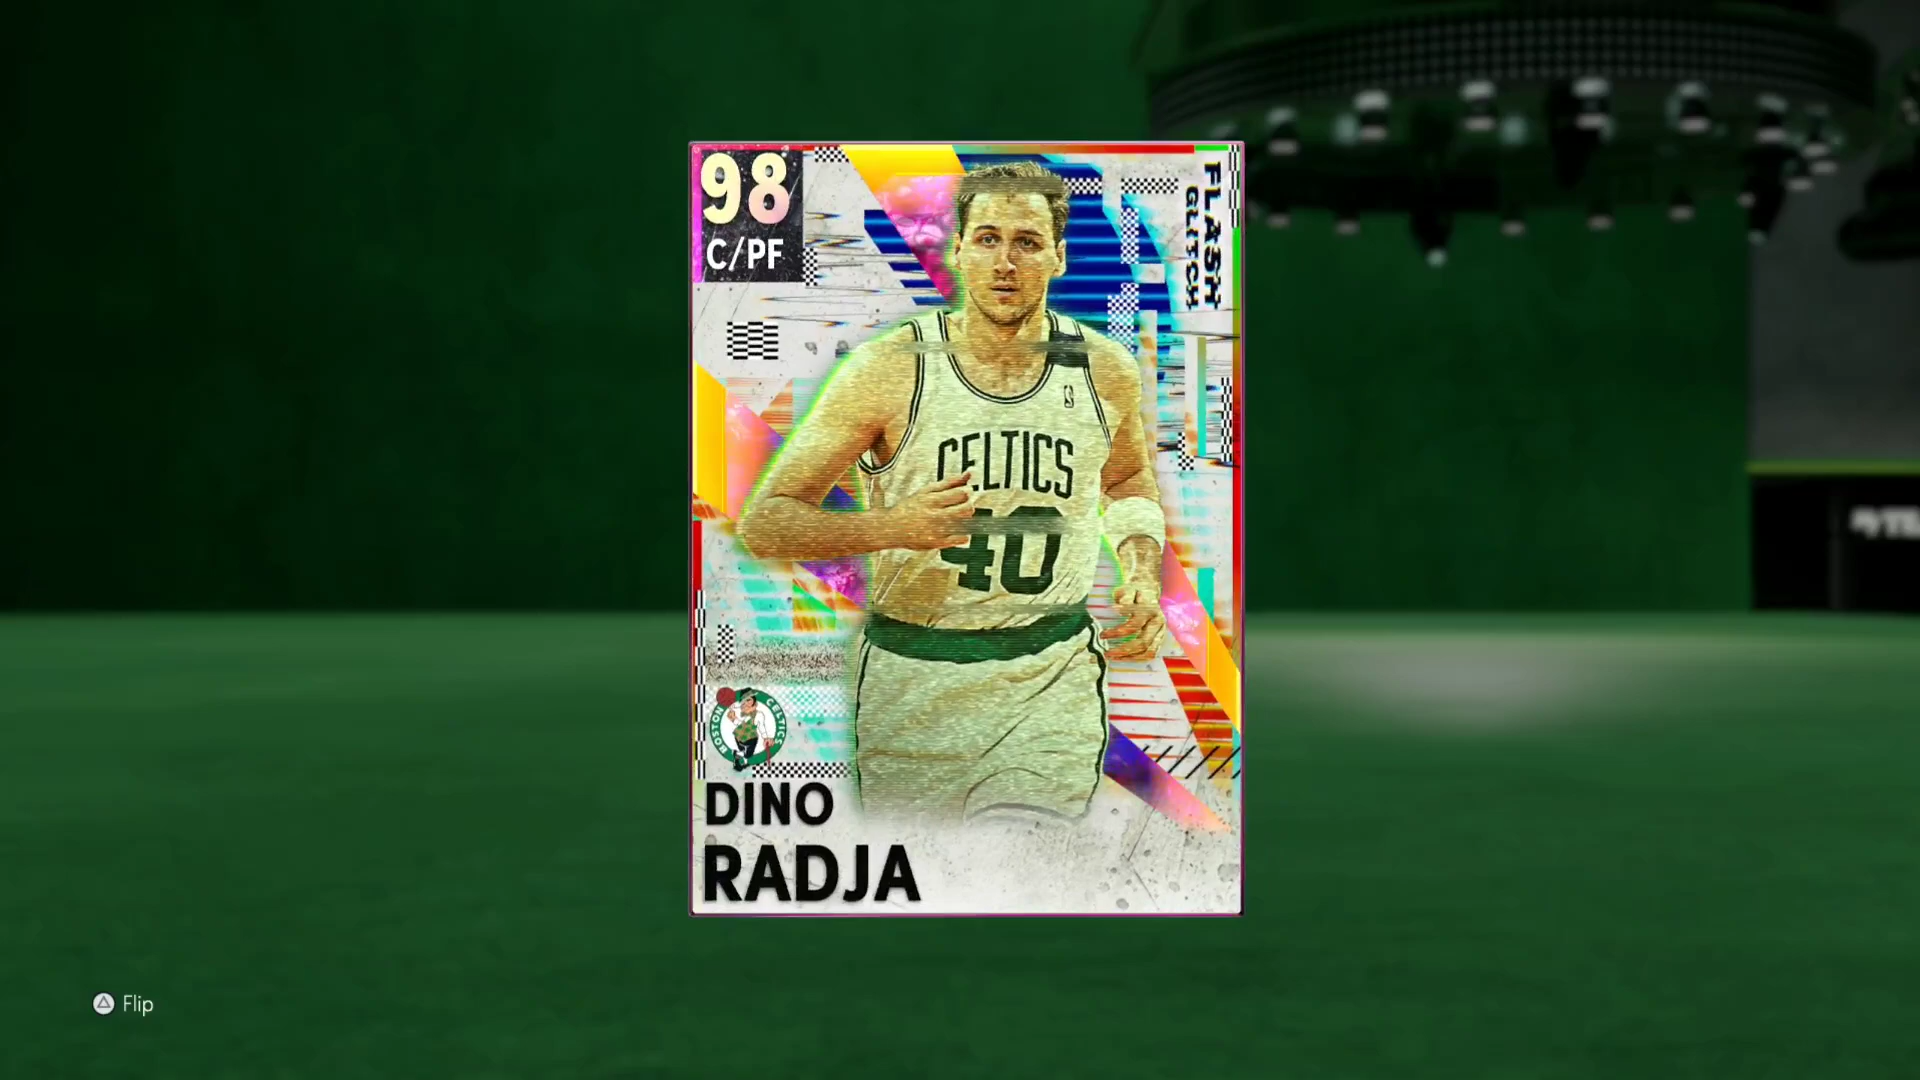 98
C/PF
FLASH
GLITCH
CELTICS
40
BOSTON CELTICS
DINO
RADJA
Flip